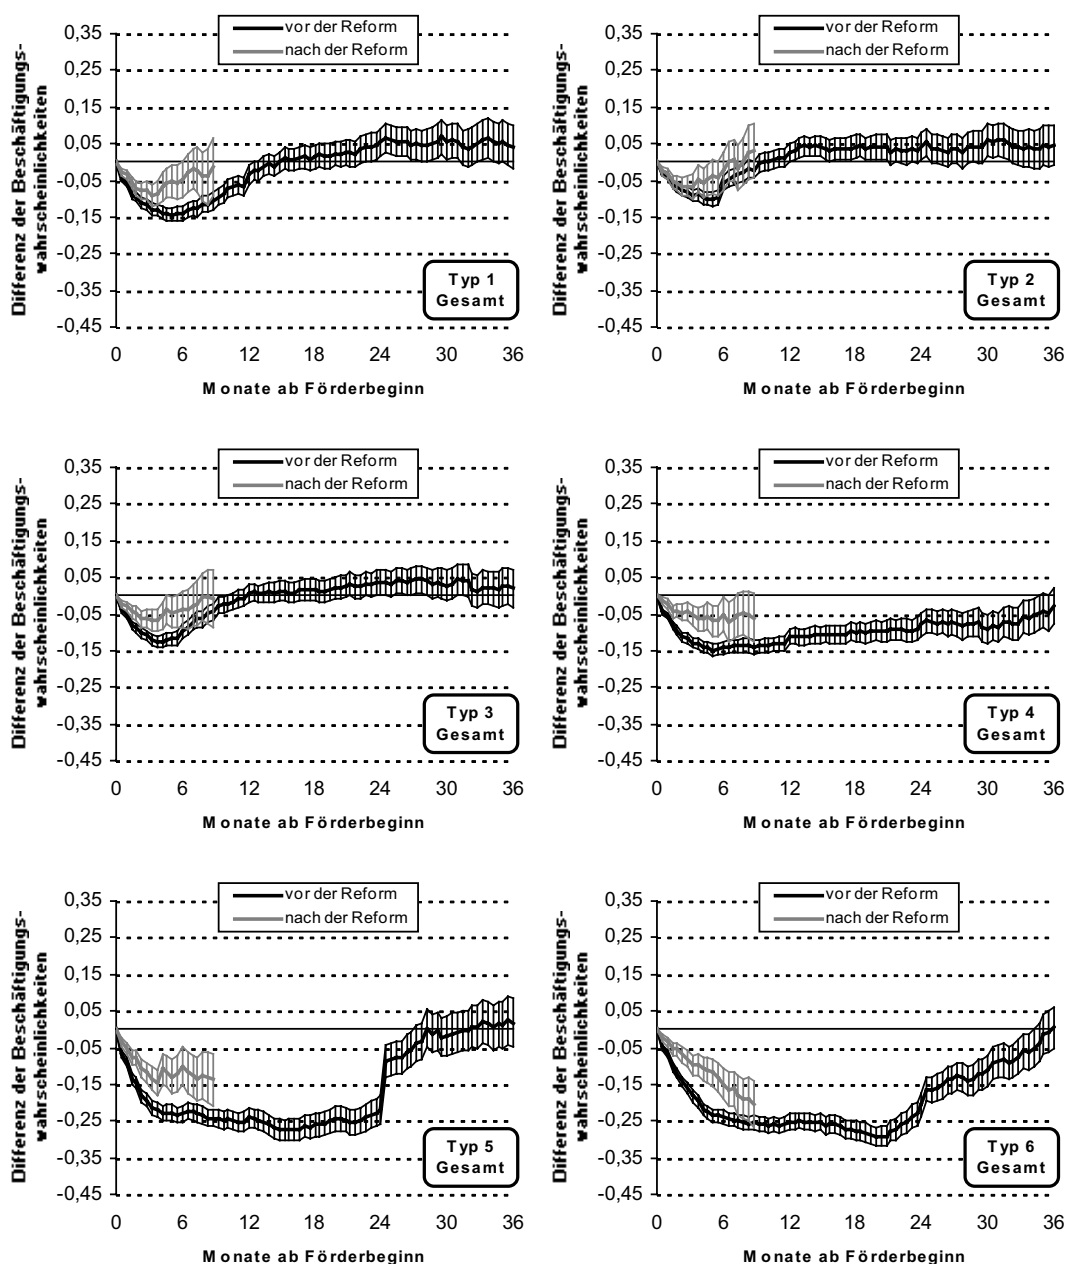 vor der Reform
nach der Reform
Differenz der Beschäftigungs-
wahrscheinlichkeiten
0,35
0,25
0,15
0,05
-0,05
-0,15
-0,25
-0,35
-0,45
Typ 1
Gesamt
0 6 12 18 24 30 36
Monate ab Förderbeginn
vor der Reform
nach der Reform
Differenz der Beschäftigungs-
wahrscheinlichkeiten
0,35
0,25
0,15
0,05
-0,05
-0,15
-0,25
-0,35
-0,45
Typ 2
Gesamt
0 6 12 18 24 30 36
Monate ab Förderbeginn
vor der Reform
nach der Reform
Differenz der Beschäftigungs-
wahrscheinlichkeiten
0,35
0,25
0,15
0,05
-0,05
-0,15
-0,25
-0,35
-0,45
Typ 3
Gesamt
0 6 12 18 24 30 36
Monate ab Förderbeginn
vor der Reform
nach der Reform
Differenz der Beschäftigungs-
wahrscheinlichkeiten
0,35
0,25
0,15
0,05
-0,05
-0,15
-0,25
-0,35
-0,45
Typ 4
Gesamt
0 6 12 18 24 30 36
Monate ab Förderbeginn
vor der Reform
nach der Reform
Differenz der Beschäftigungs-
wahrscheinlichkeiten
0,35
0,25
0,15
0,05
-0,05
-0,15
-0,25
-0,35
-0,45
Typ 5
Gesamt
0 6 12 18 24 30 36
Monate ab Förderbeginn
vor der Reform
nach der Reform
Differenz der Beschäftigungs-
wahrscheinlichkeiten
0,35
0,25
0,15
0,05
-0,05
-0,15
-0,25
-0,35
-0,45
Typ 6
Gesamt
0 6 12 18 24 30 36
Monate ab Förderbeginn